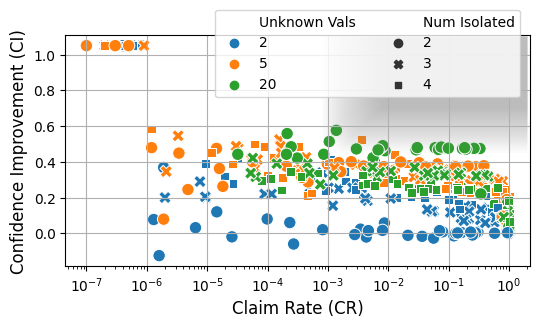 Unknown Vals Num Isolated
2 2
5 3
20 4
Confidence Improvement (CI)
1.0
0.8
0.6
0.4
0.2
0.0
10⁻⁷ 10⁻⁶ 10⁻⁵ 10⁻⁴ 10⁻³ 10⁻² 10⁻¹ 10⁰
Claim Rate (CR)